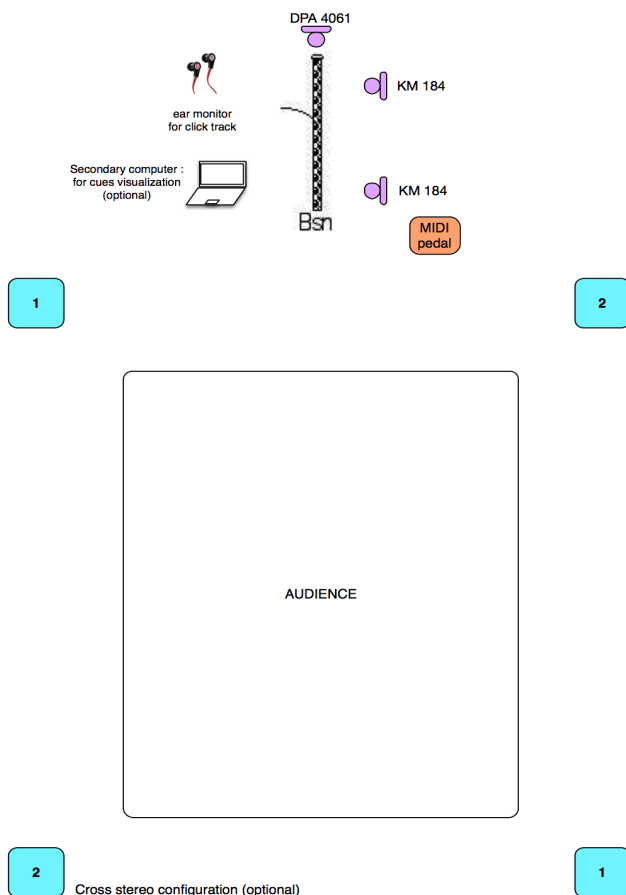 DPA 4061
KM 184
ear monitor
for click track
Secondary computer :
for cues visualization
(optional)
KM 184
Bsn
MIDI
pedal
1
2
AUDIENCE
2
1
Cross stereo configuration (optional)